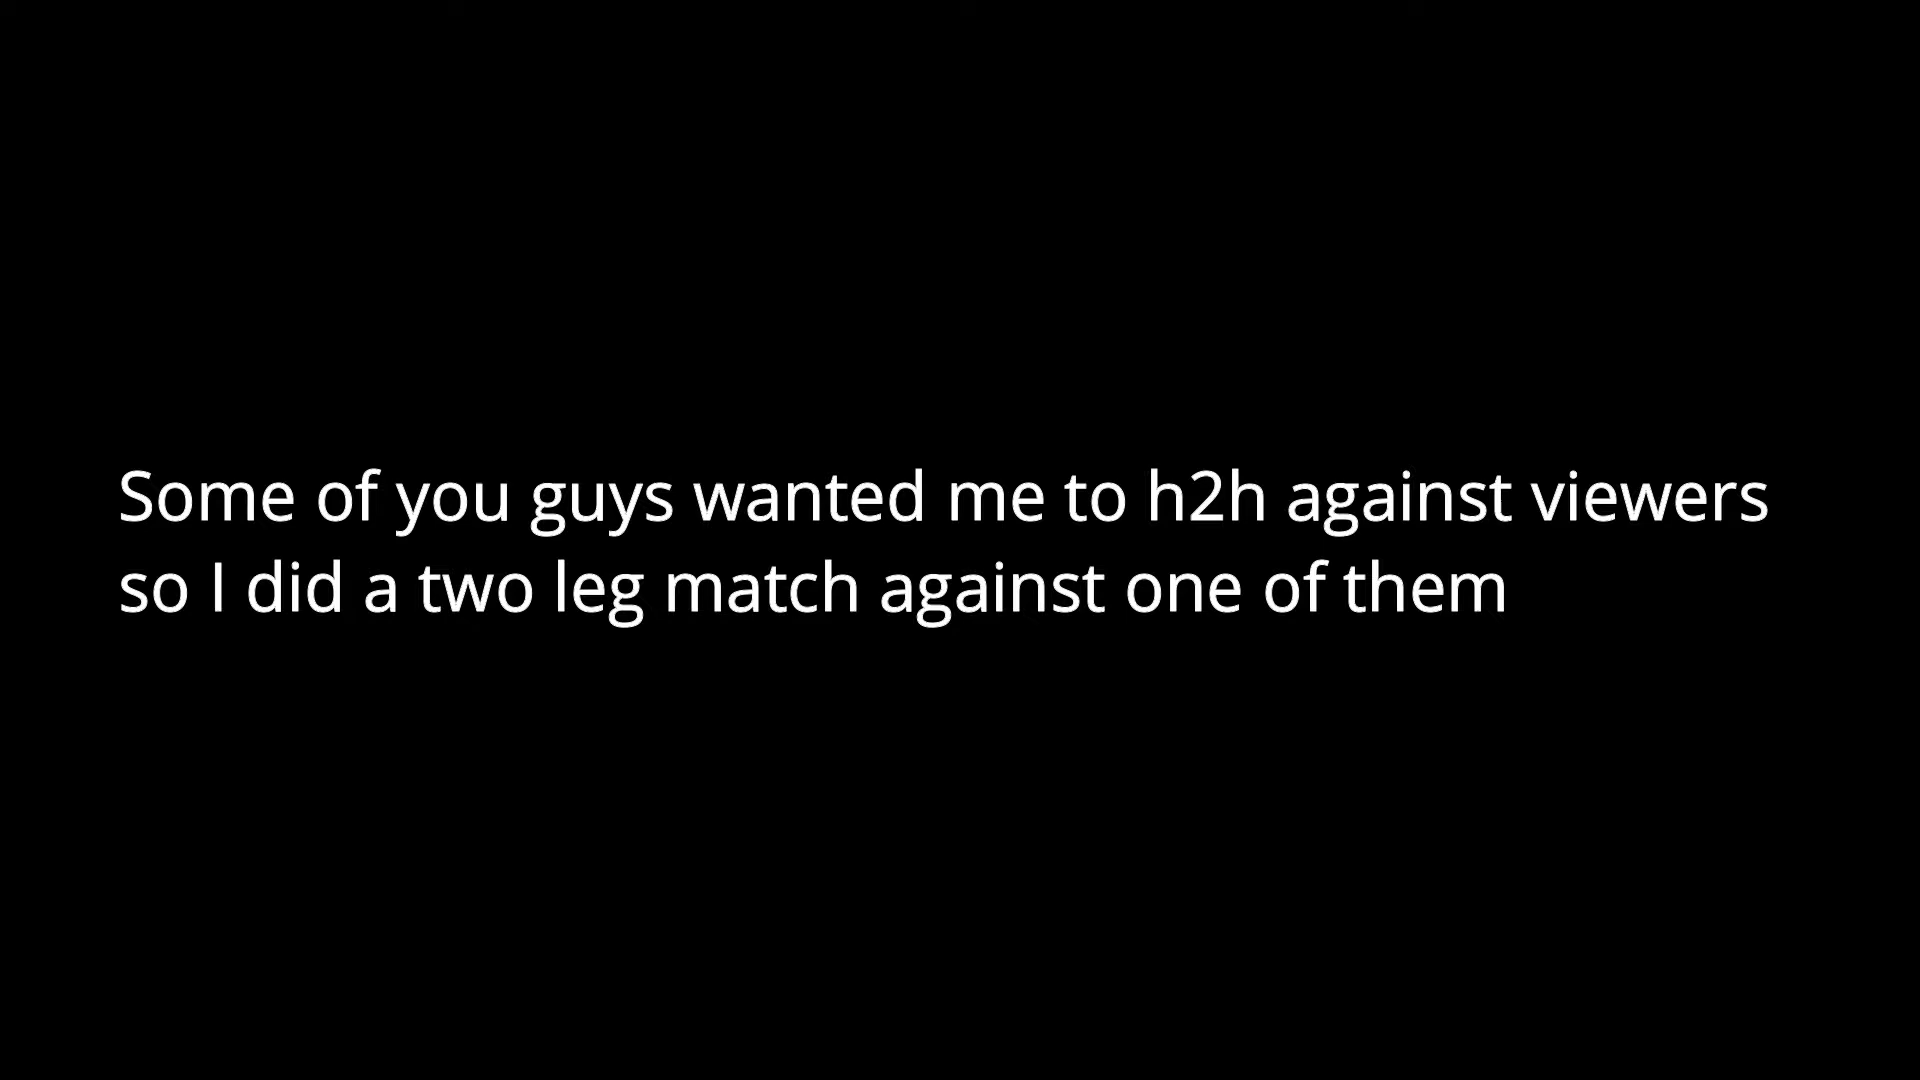 Some of you guys wanted me to h2h against viewers
so I did a two leg match against one of them